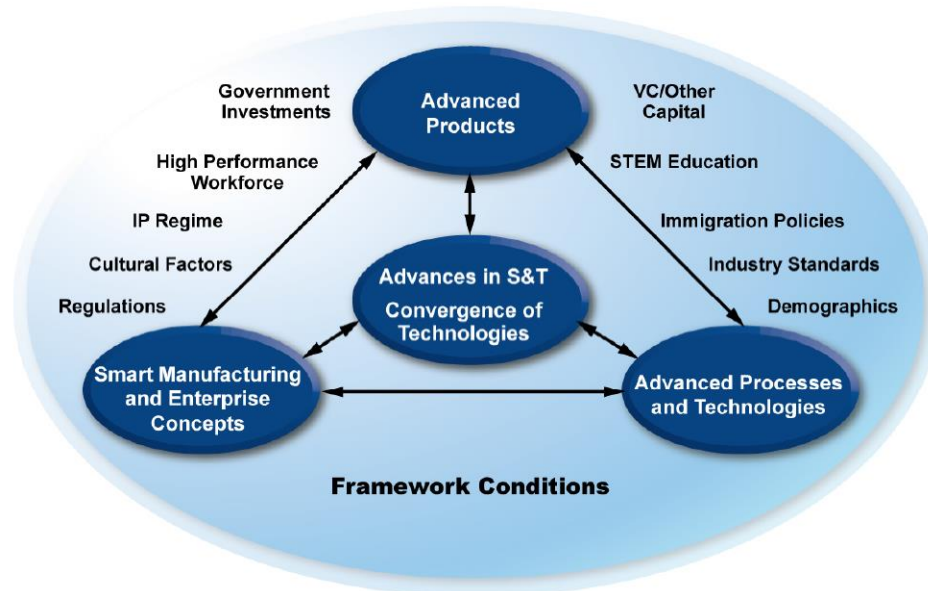 Government
Investments
Advanced
Products
VC/Other
Capital
High Performance
Workforce
STEM Education
IP Regime
Immigration Policies
Cultural Factors
Advances in S&T
Convergence of
Technologies
Industry Standards
Regulations
Demographics
Smart Manufacturing
and Enterprise
Concepts
Advanced Processes
and Technologies
Framework Conditions